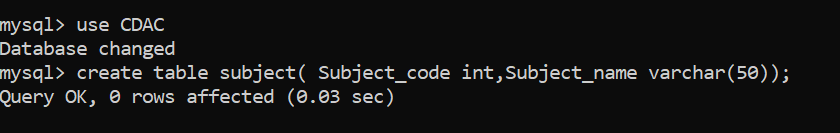 mysql> use CDAC
Database changed
mysql> create table subject( Subject_code int,Subject_name varchar(50));
Query OK, 0 rows affected (0.03 sec)